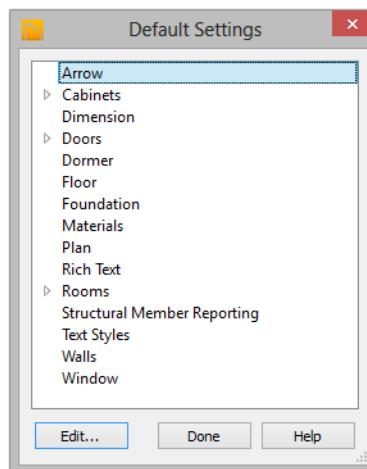 Default Settings
Arrow
Cabinets
Dimension
Doors
Dormer
Floor
Foundation
Materials
Plan
Rich Text
Rooms
Structural Member Reporting
Text Styles
Walls
Window
Edit... Done Help